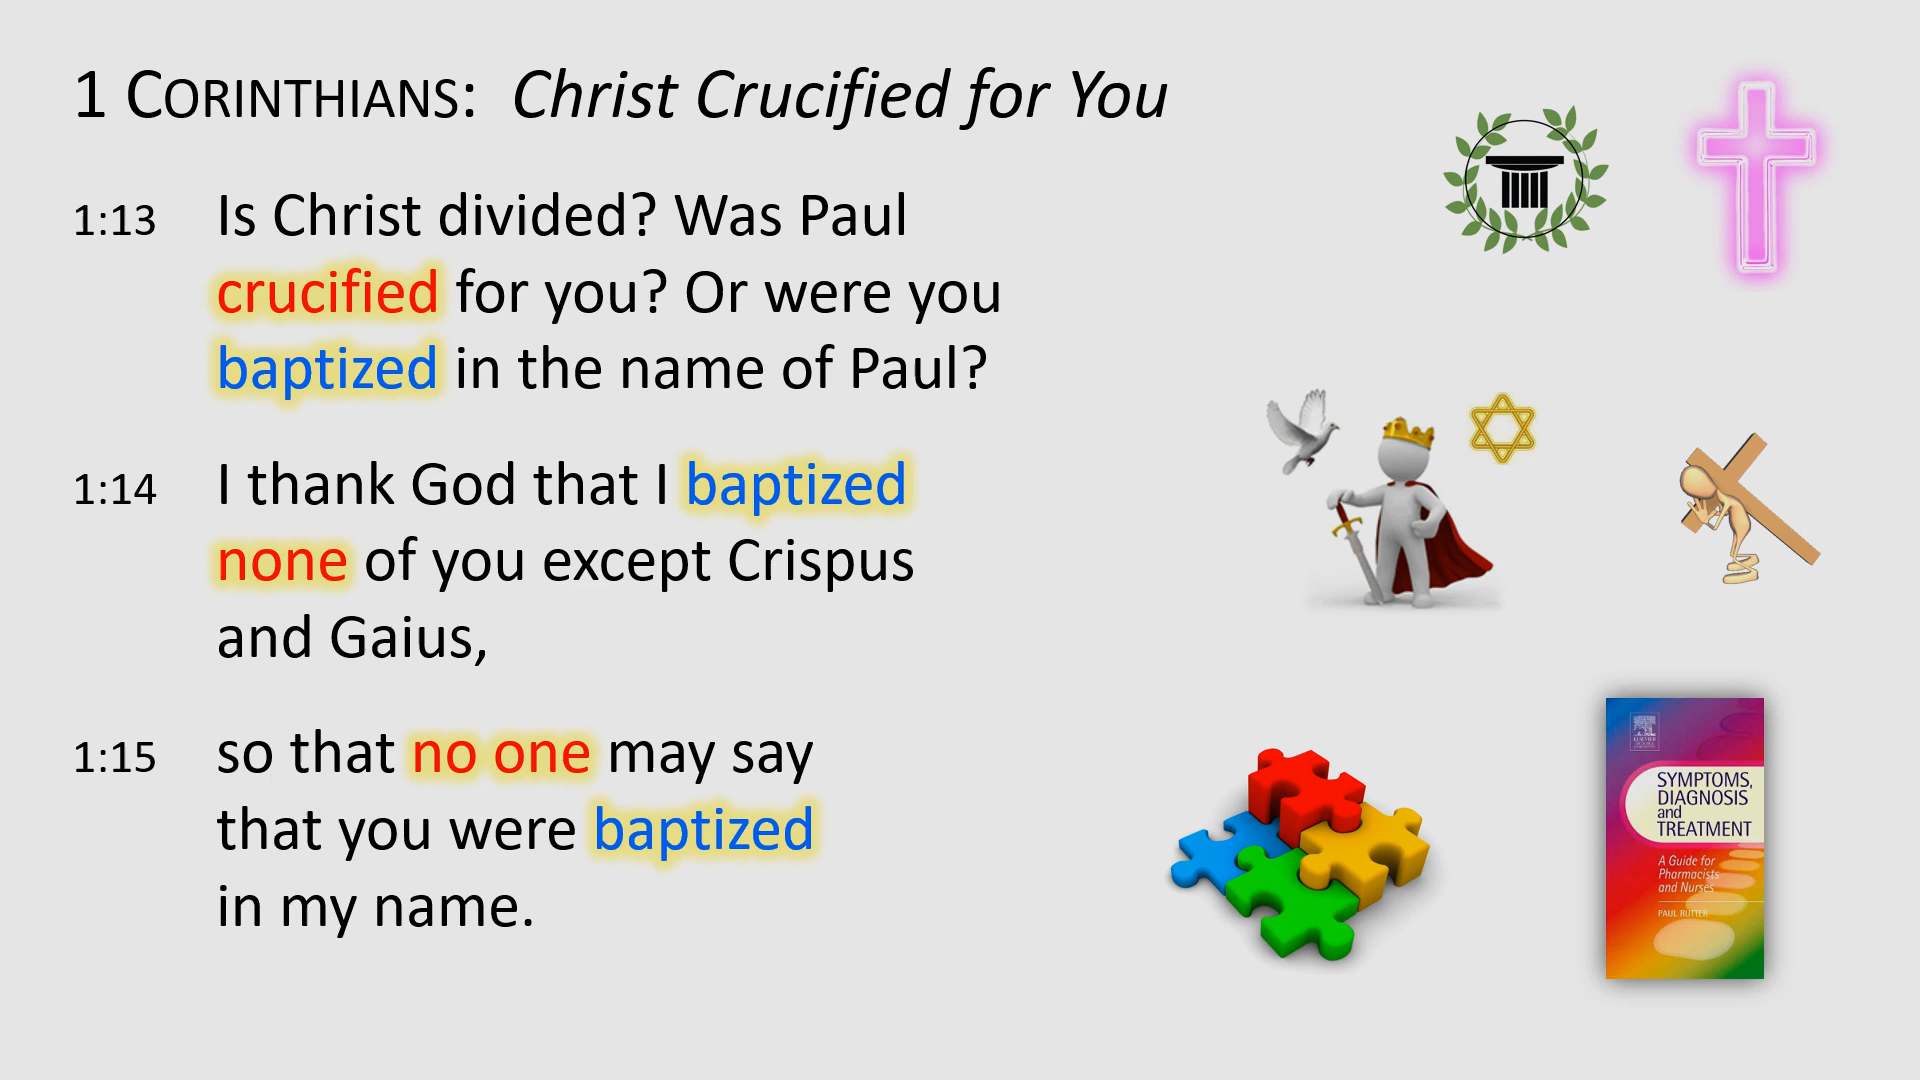 1 CORINTHIANS: Christ Crucified for You
1:13 Is Christ divided? Was Paul
crucified for you? Or were you
baptized in the name of Paul?
1:14 I thank God that I baptized
none of you except Crispus
and Gaius,
1:15 so that no one may say
that you were baptized
in my name.
ELSEVIER
SYMPTOMS,
DIAGNOSIS
and
TREATMENT
A Guide for
Pharmacists
and Nurses
PAUL RUTTER